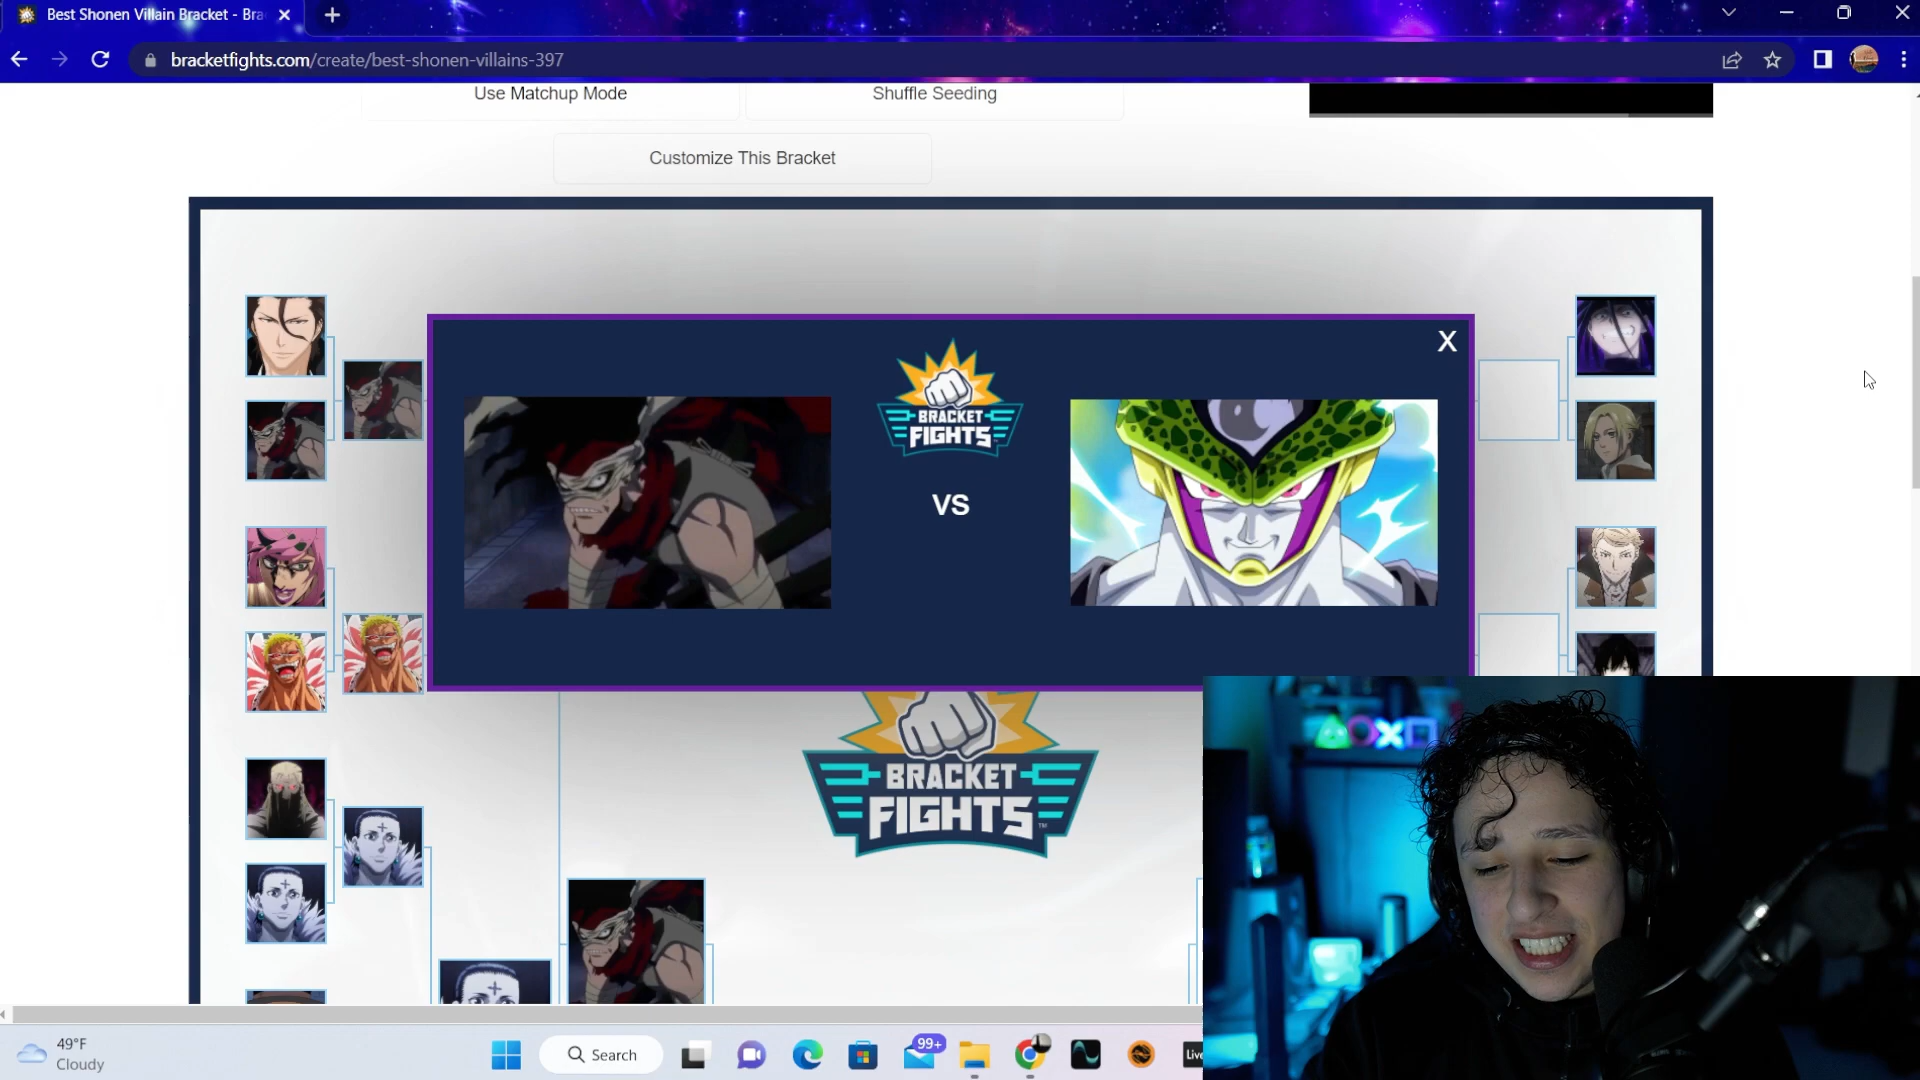 Best Shonen Villain Bracket - Bra
bracketfights.com/create/best-shonen-villains-397
Use Matchup Mode
Shuffle Seeding
Customize This Bracket
X
BRACKET
FIGHTS
VS
BRACKET
FIGHTS™
49°F
Cloudy
Search
99+
Live